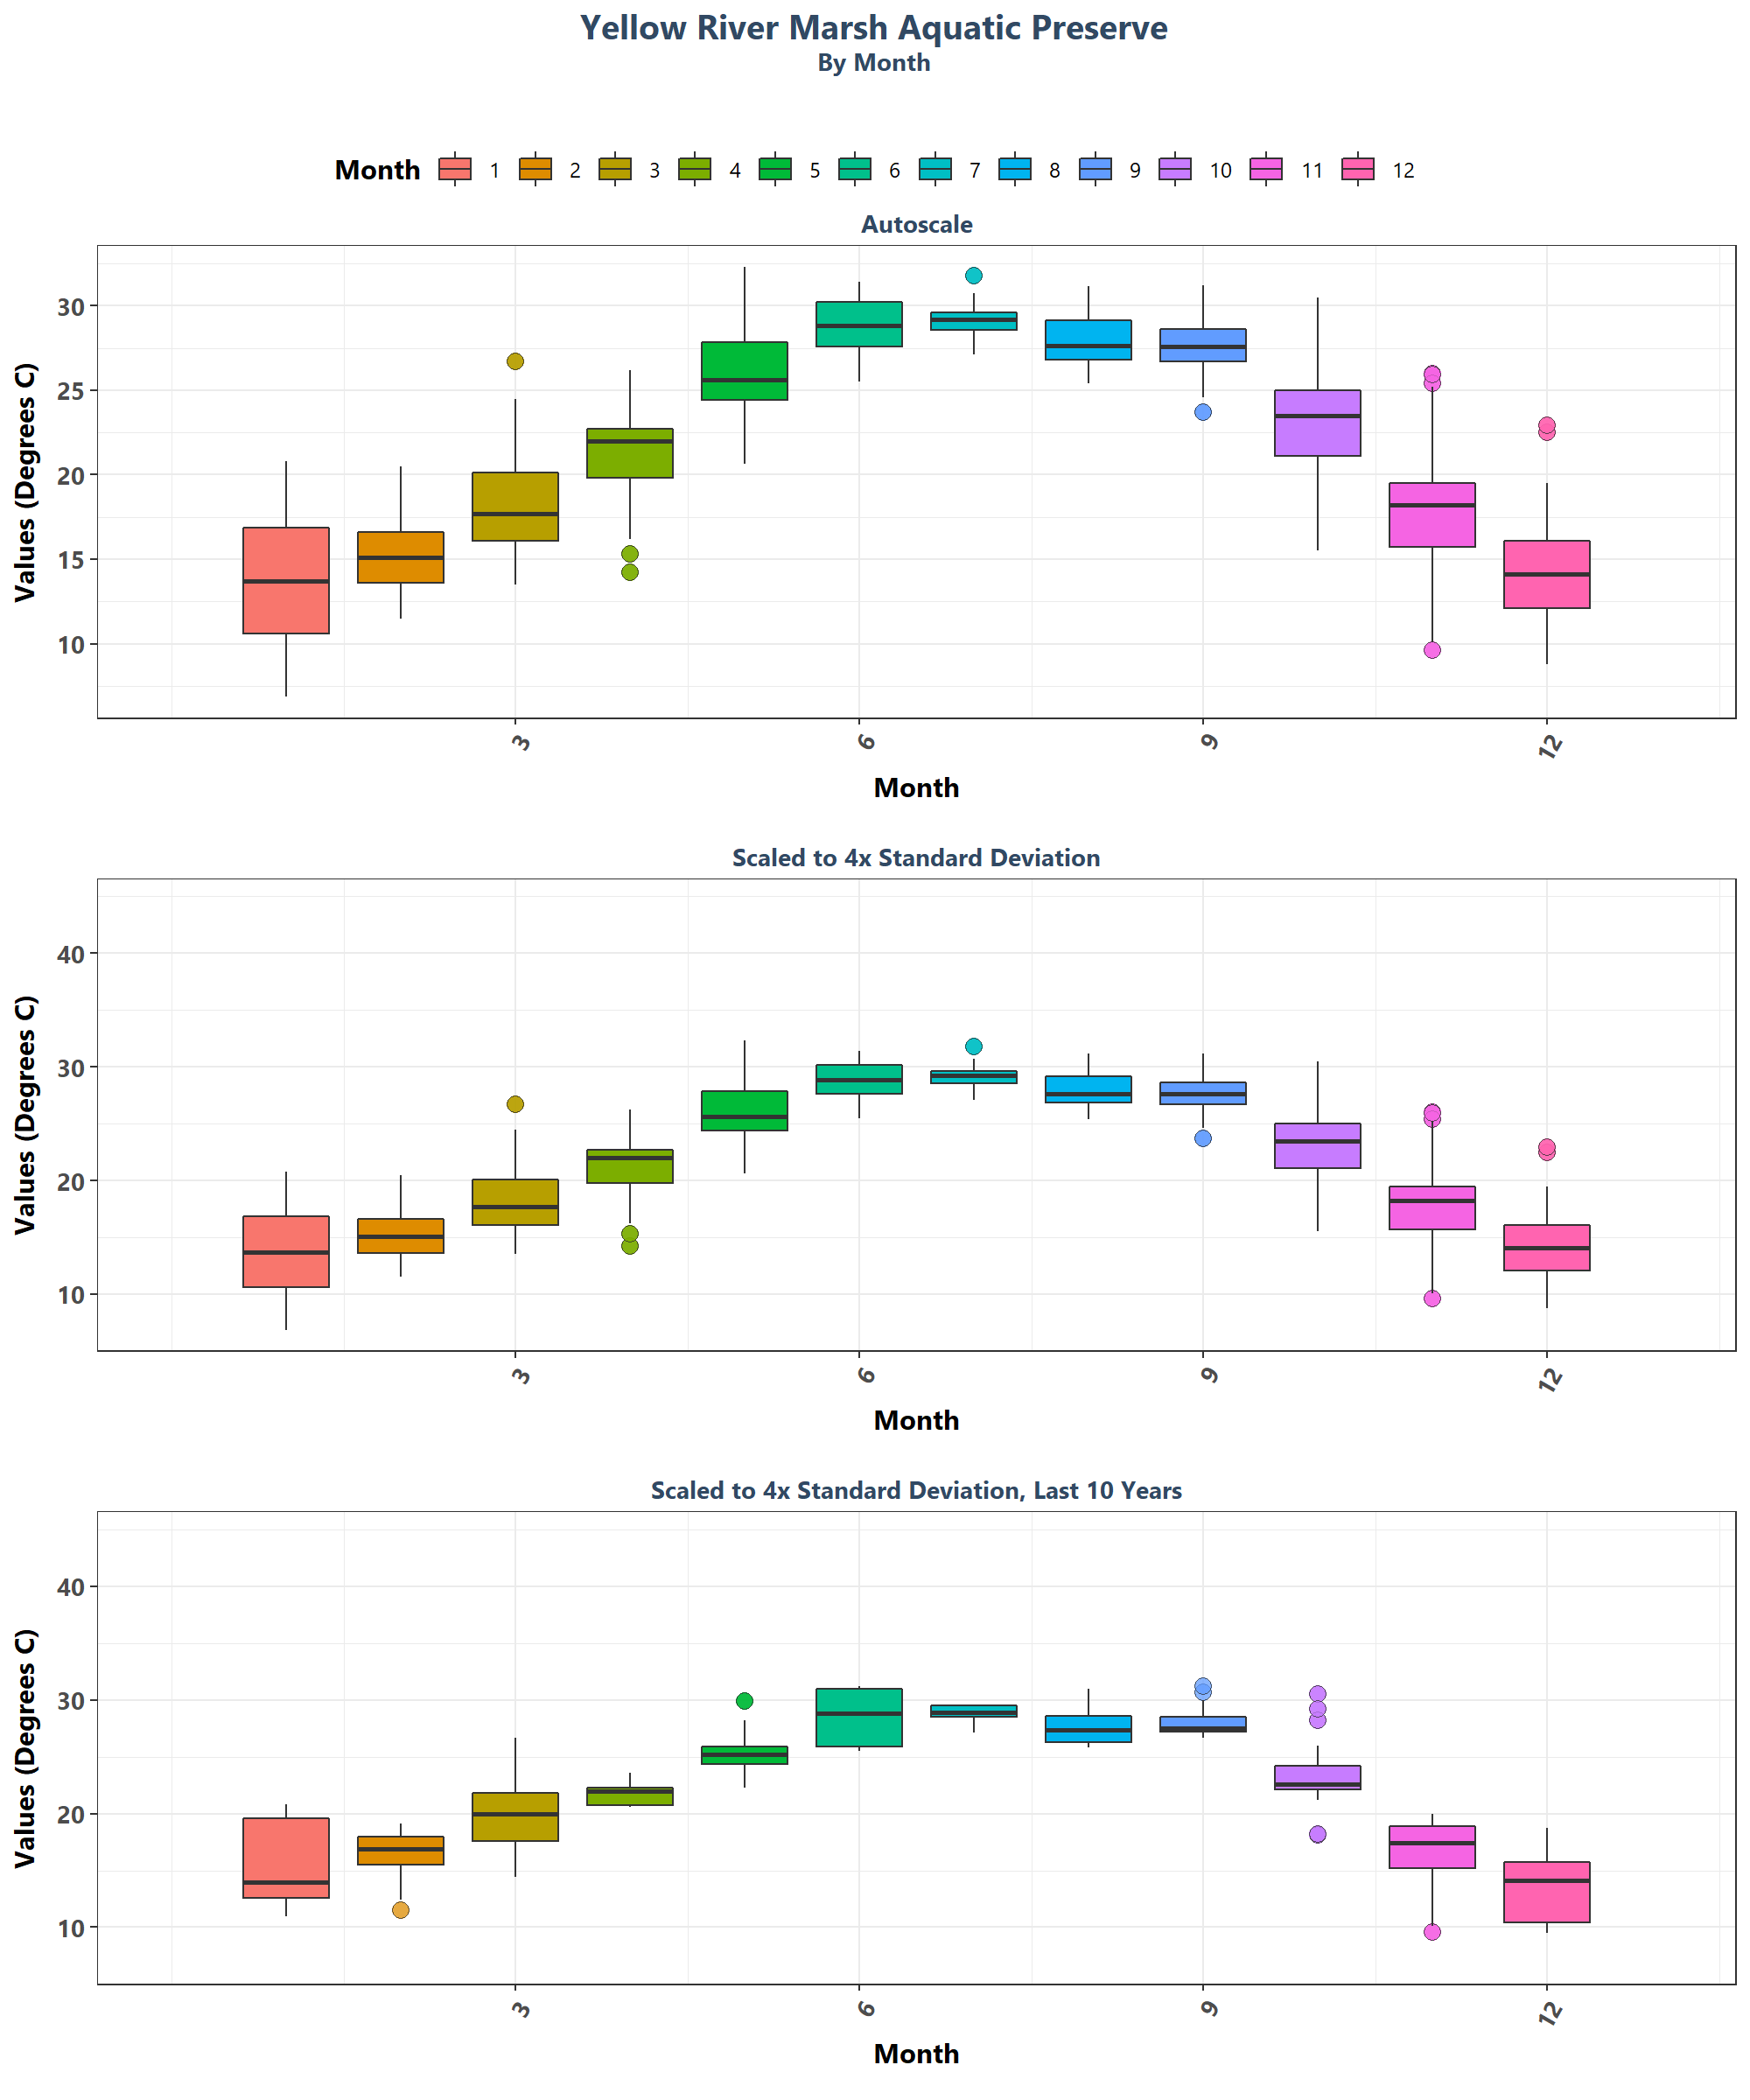 Yellow River Marsh Aquatic Preserve
By Month
Month 1 2 3 4 5 6 7 8 9 10 11 12
Autoscale
Values (Degrees C)
30
25
20
15
10
3 6 9 12
Month
Scaled to 4x Standard Deviation
Values (Degrees C)
40
30
20
10
3 6 9 12
Month
Scaled to 4x Standard Deviation, Last 10 Years
Values (Degrees C)
40
30
20
10
3 6 9 12
Month